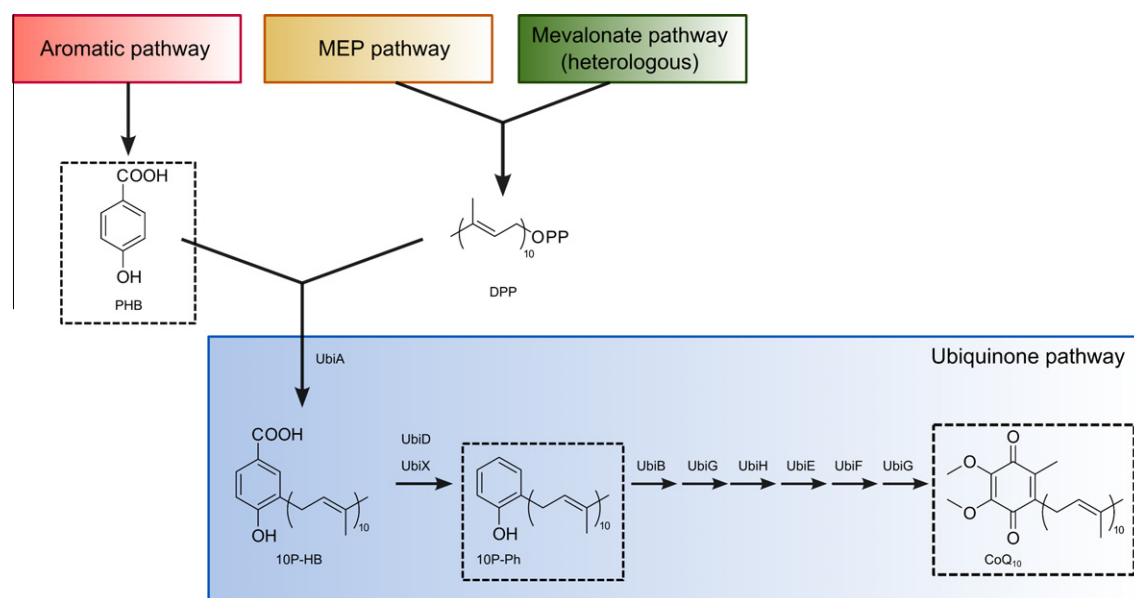 Aromatic pathway
MEP pathway
Mevalonate pathway
(heterologous)
COOH
OH
PHB
10
OPP
DPP
UbiA
Ubiquinone pathway
COOH
OH
10
10P-HB
UbiD
UbiX
OH
10
10P-Ph
UbiB
UbiG
UbiH
UbiE
UbiF
UbiG
O
O
O
O
10
CoQ₁₀